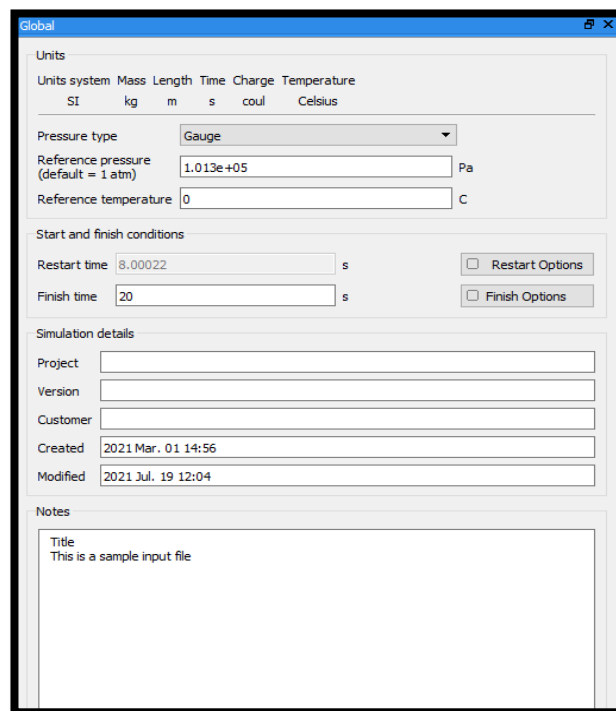 Global
Units
Units system Mass Length Time Charge Temperature
SI kg m s coul Celsius
Pressure type Gauge
Reference pressure
(default = 1 atm) 1.013e+05 Pa
Reference temperature 0 C
Start and finish conditions
Restart time 8.00022 s Restart Options
Finish time 20 s Finish Options
Simulation details
Project
Version
Customer
Created 2021 Mar. 01 14:56
Modified 2021 Jul. 19 12:04
Notes
Title
This is a sample input file